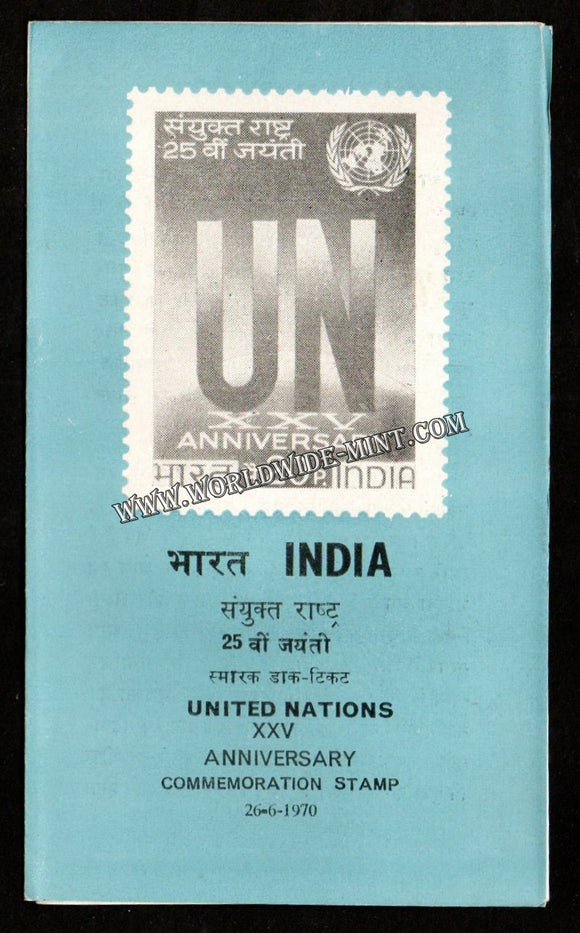 संयुक्त राष्ट्र
25 वीं जयंती
UN
XXV
ANNIVERSARY
भारत P. INDIA
WWW.WORLDWIDE-MINT.COM
भारत INDIA
संयुक्त राष्ट्र
25 वीं जयंती
स्मारक डाक-टिकट
UNITED NATIONS
XXV
ANNIVERSARY
COMMEMORATION STAMP
26-6-1970